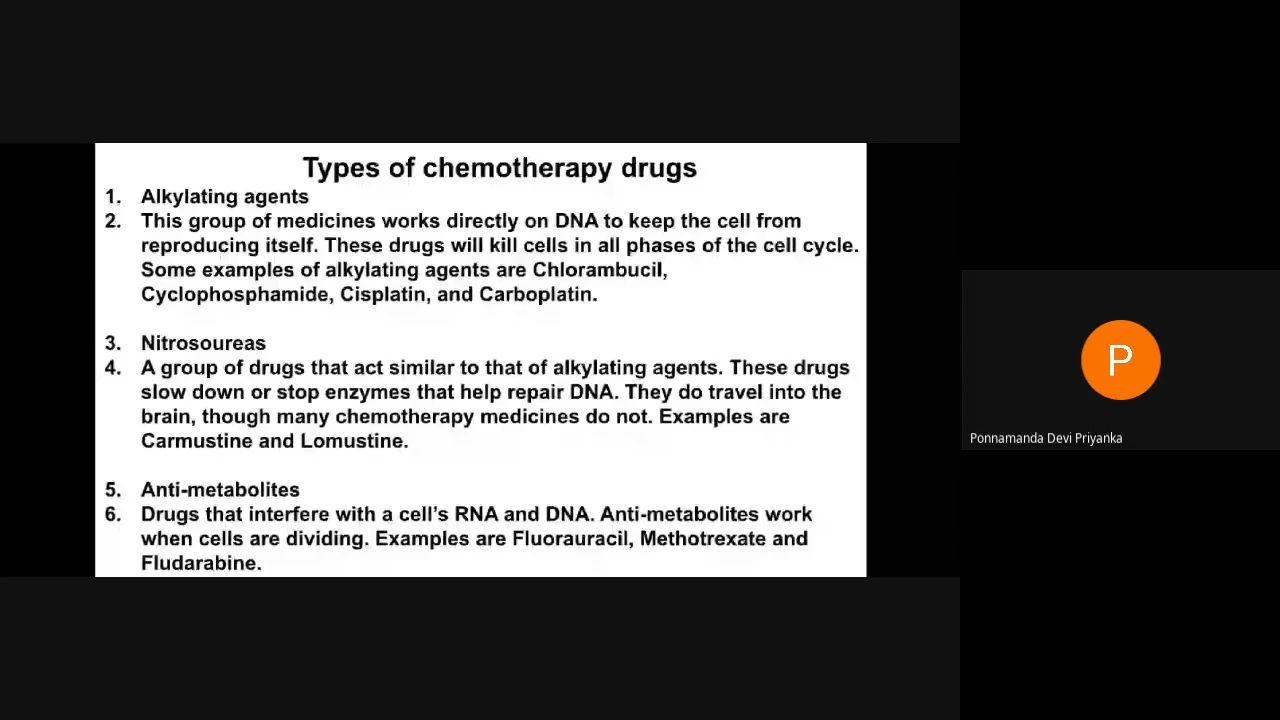 Types of chemotherapy drugs
1. Alkylating agents
2. This group of medicines works directly on DNA to keep the cell from
reproducing itself. These drugs will kill cells in all phases of the cell cycle.
Some examples of alkylating agents are Chlorambucil,
Cyclophosphamide, Cisplatin, and Carboplatin.
3. Nitrosoureas
4. A group of drugs that act similar to that of alkylating agents. These drugs
slow down or stop enzymes that help repair DNA. They do travel into the
brain, though many chemotherapy medicines do not. Examples are
Carmustine and Lomustine.
5. Anti-metabolites
6. Drugs that interfere with a cell’s RNA and DNA. Anti-metabolites work
when cells are dividing. Examples are Fluorauracil, Methotrexate and
Fludarabine.
P
Ponnamanda Devi Priyanka